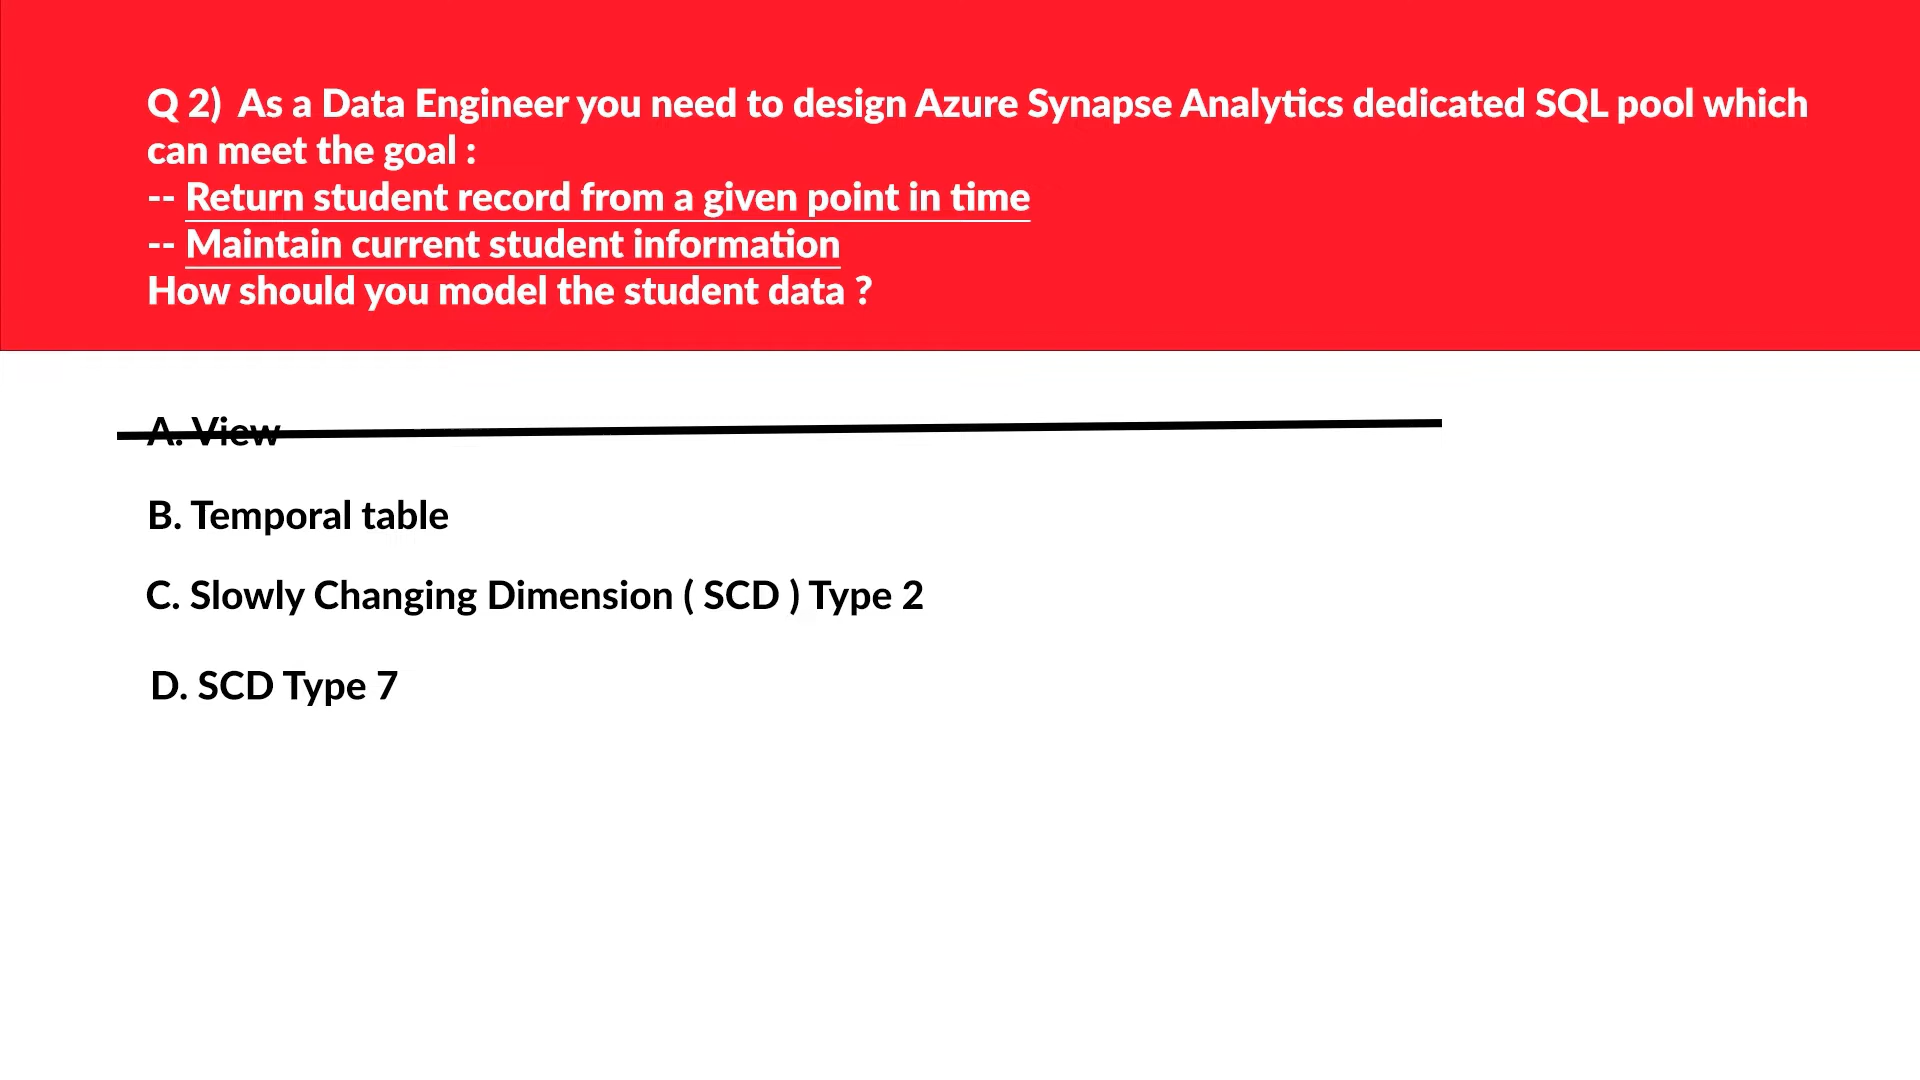 Q 2)  As a Data Engineer you need to design Azure Synapse Analytics dedicated SQL pool which
can meet the goal :
-- Return student record from a given point in time
-- Maintain current student information
How should you model the student data ?
A. View
B. Temporal table
C. Slowly Changing Dimension ( SCD ) Type 2
D. SCD Type 7